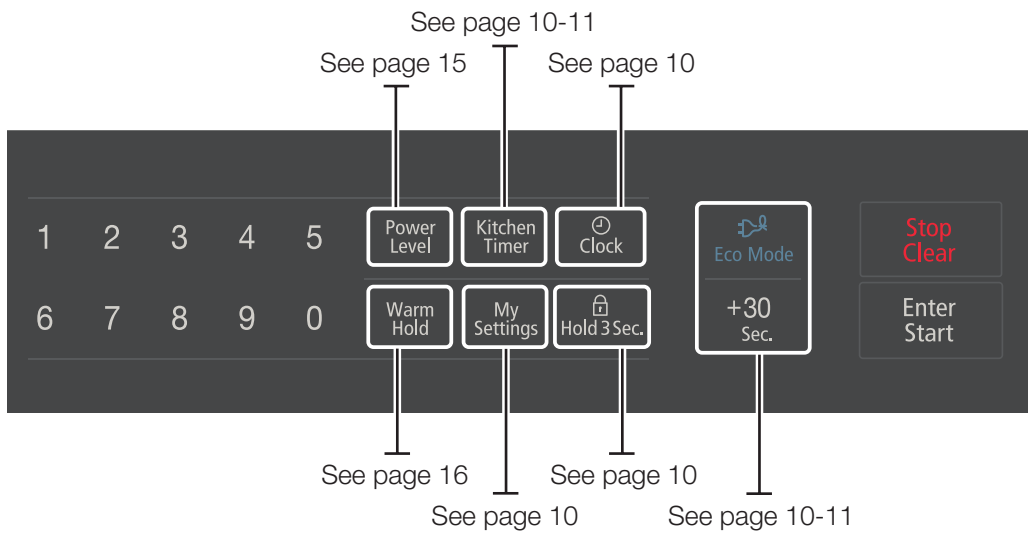 See page 10-11
See page 15 See page 10
1 2 3 4 5
Power
Level
Kitchen
Timer
Clock
Eco Mode
Stop
Clear
6 7 8 9 0
Warm
Hold
My
Settings
Hold 3 Sec.
+30
Sec.
Enter
Start
See page 16 See page 10
See page 10 See page 10-11